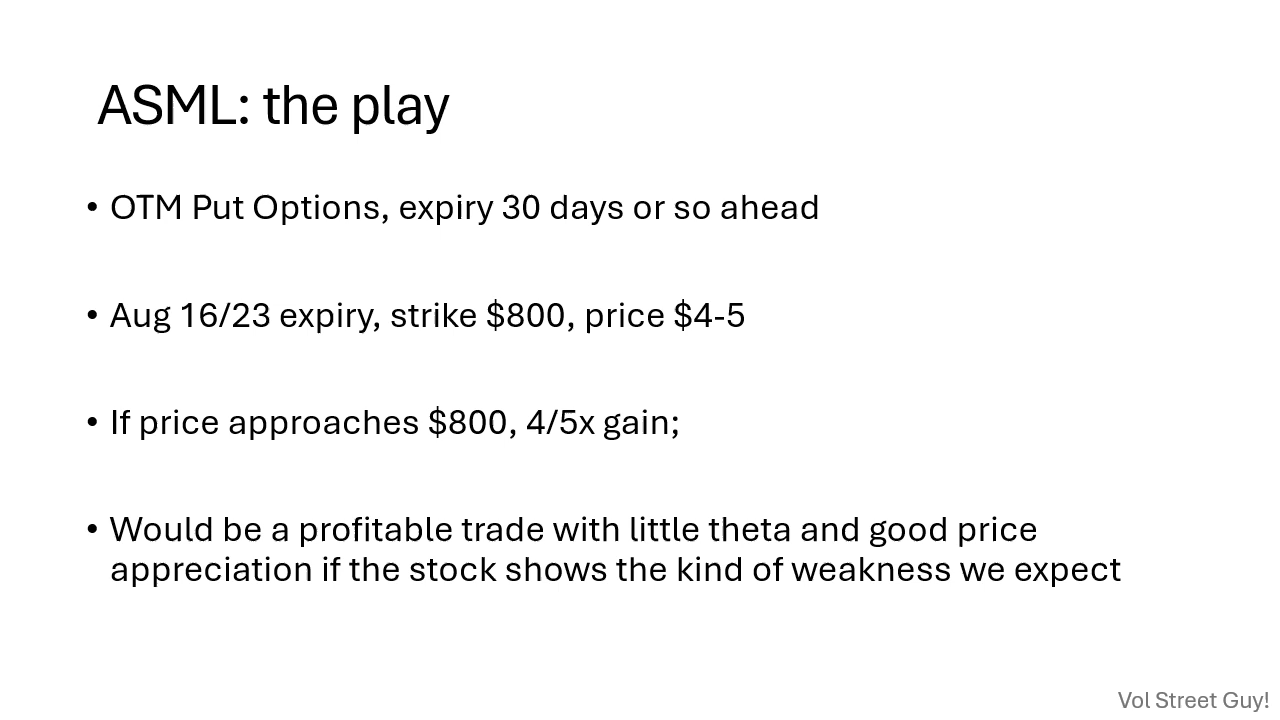 ASML: the play
• OTM Put Options, expiry 30 days or so ahead
• Aug 16/23 expiry, strike $800, price $4-5
• If price approaches $800, 4/5x gain;
• Would be a profitable trade with little theta and good price
appreciation if the stock shows the kind of weakness we expect
Vol Street Guy!